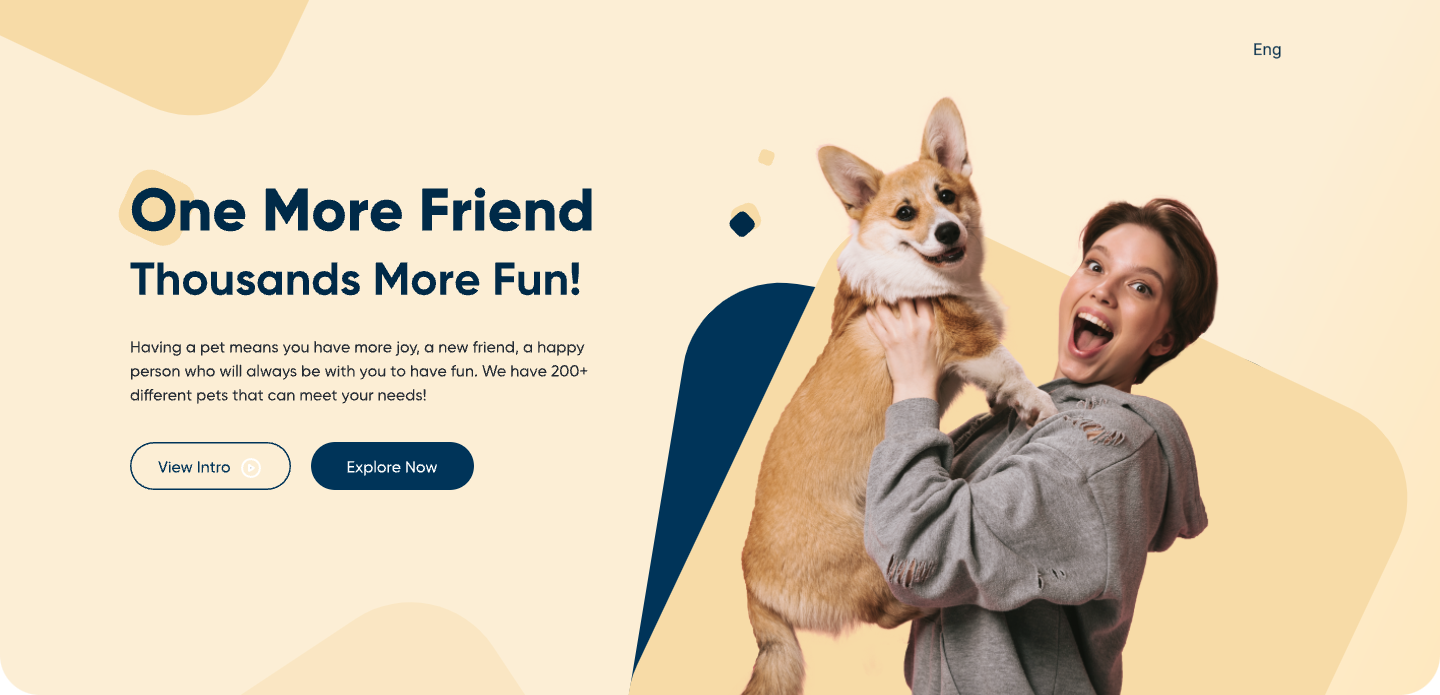 Eng
One More Friend
Thousands More Fun!
Having a pet means you have more joy, a new friend, a happy
person who will always be with you to have fun. We have 200+
different pets that can meet your needs!
View Intro
Explore Now